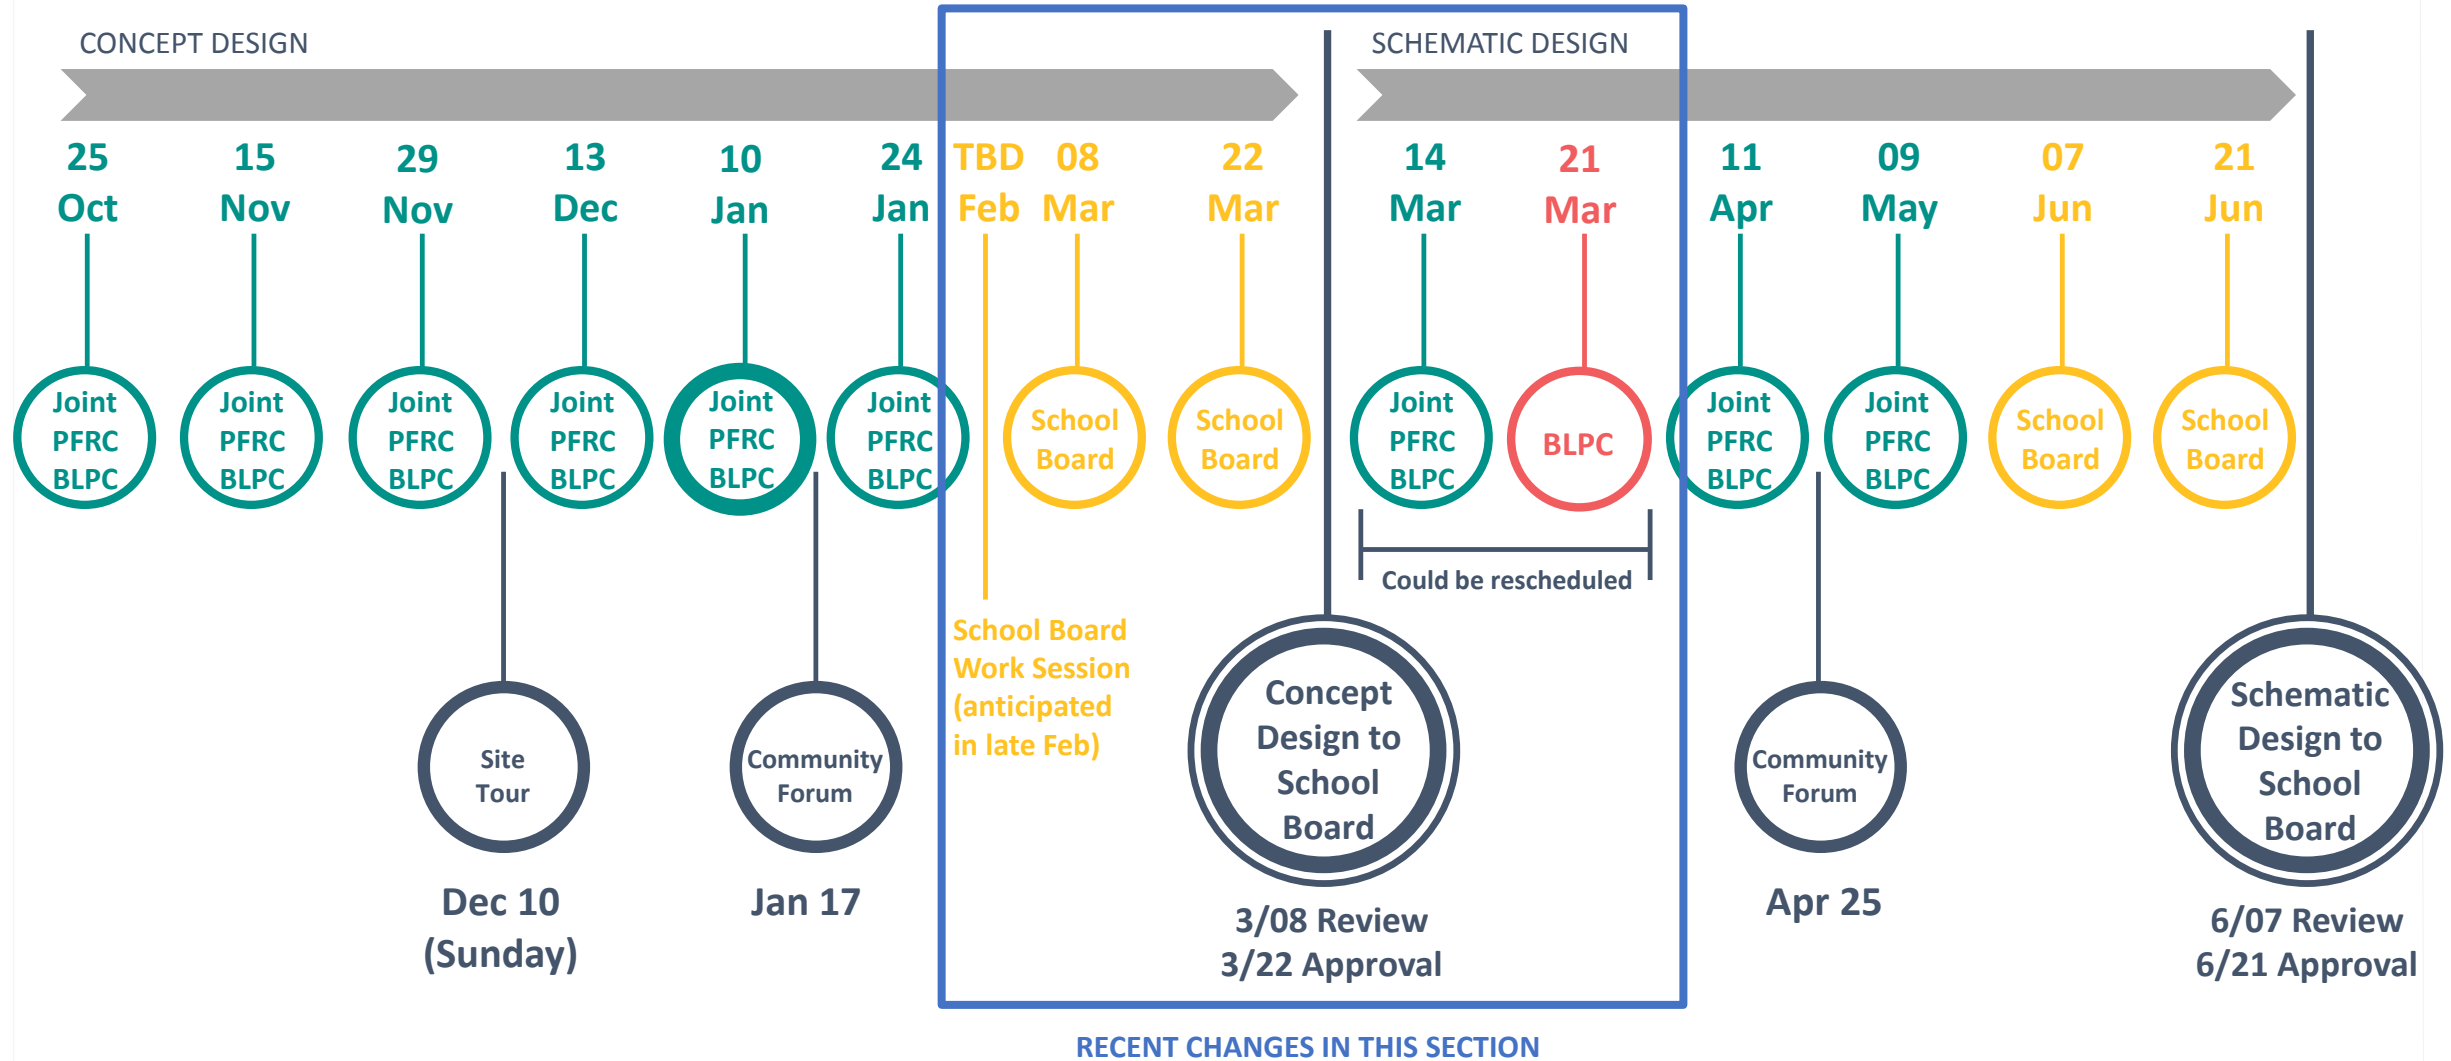 CONCEPT DESIGN
SCHEMATIC DESIGN
25
Oct
15
Nov
29
Nov
13
Dec
10
Jan
24
Jan
TBD
Feb
08
Mar
22
Mar
14
Mar
21
Mar
11
Apr
09
May
07
Jun
21
Jun
Joint
PFRC
BLPC
Joint
PFRC
BLPC
Joint
PFRC
BLPC
Joint
PFRC
BLPC
Joint
PFRC
BLPC
Joint
PFRC
BLPC
School
Board
School
Board
Joint
PFRC
BLPC
BLPC
Joint
PFRC
BLPC
Joint
PFRC
BLPC
School
Board
School
Board
Could be rescheduled
School Board
Work Session
(anticipated
in late Feb)
Site
Tour
Dec 10
(Sunday)
Community
Forum
Jan 17
Concept
Design to
School
Board
3/08 Review
3/22 Approval
Community
Forum
Apr 25
Schematic
Design to
School
Board
6/07 Review
6/21 Approval
RECENT CHANGES IN THIS SECTION